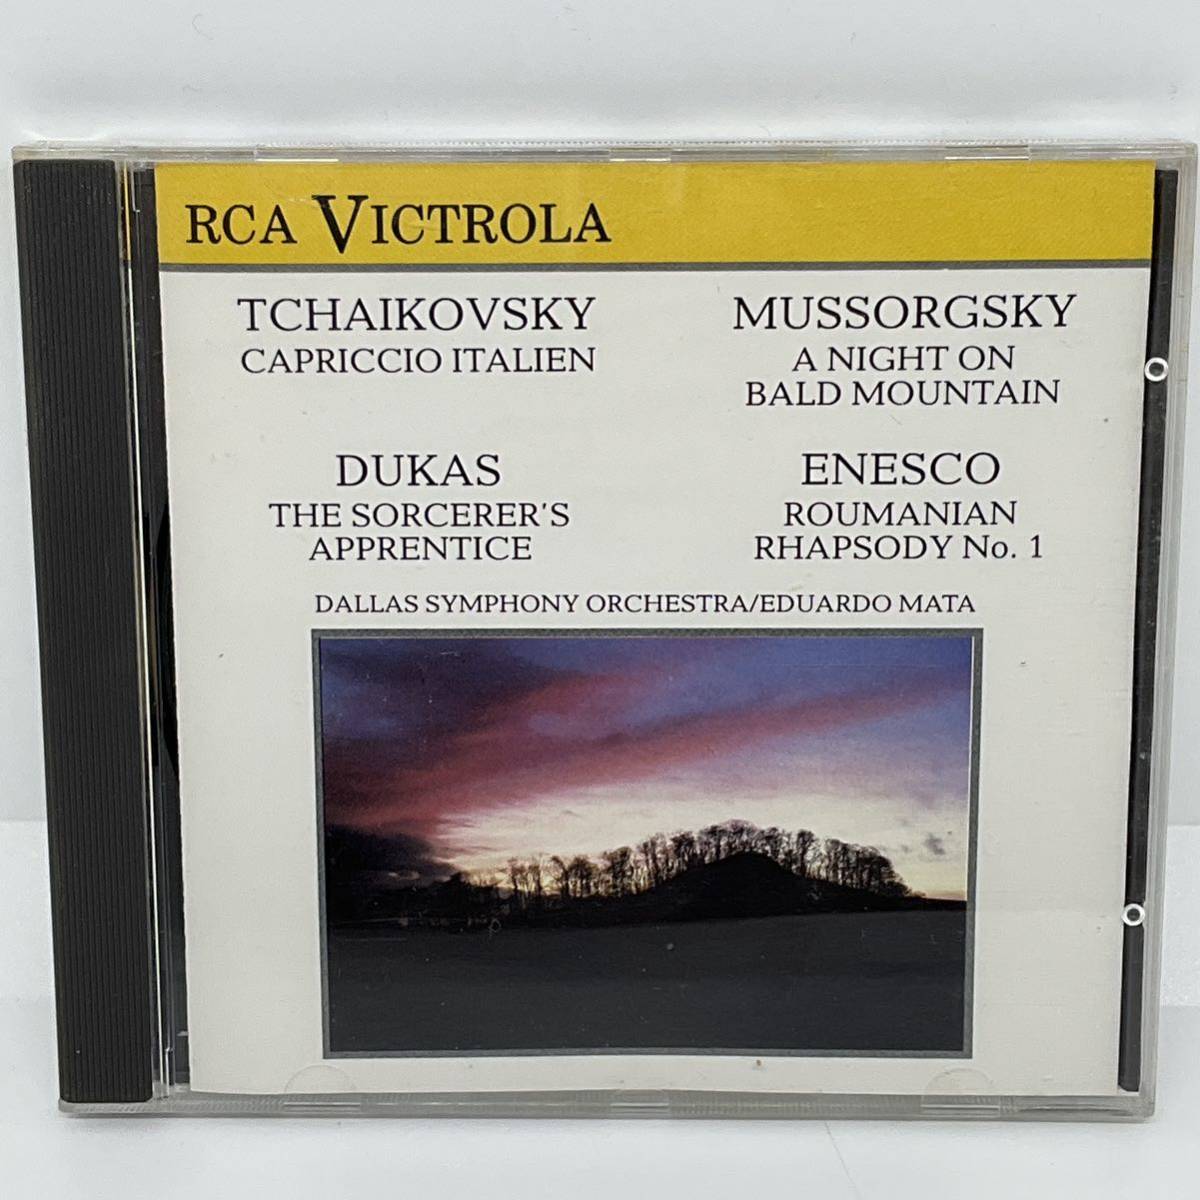 RCA VICTROLA
TCHAIKOVSKY
CAPRICCIO ITALIEN
MUSSORGSKY
A NIGHT ON
BALD MOUNTAIN
DUKAS
THE SORCERER'S
APPRENTICE
ENESCO
ROUMANIAN
RHAPSODY No. 1
DALLAS SYMPHONY ORCHESTRA/EDUARDO MATA